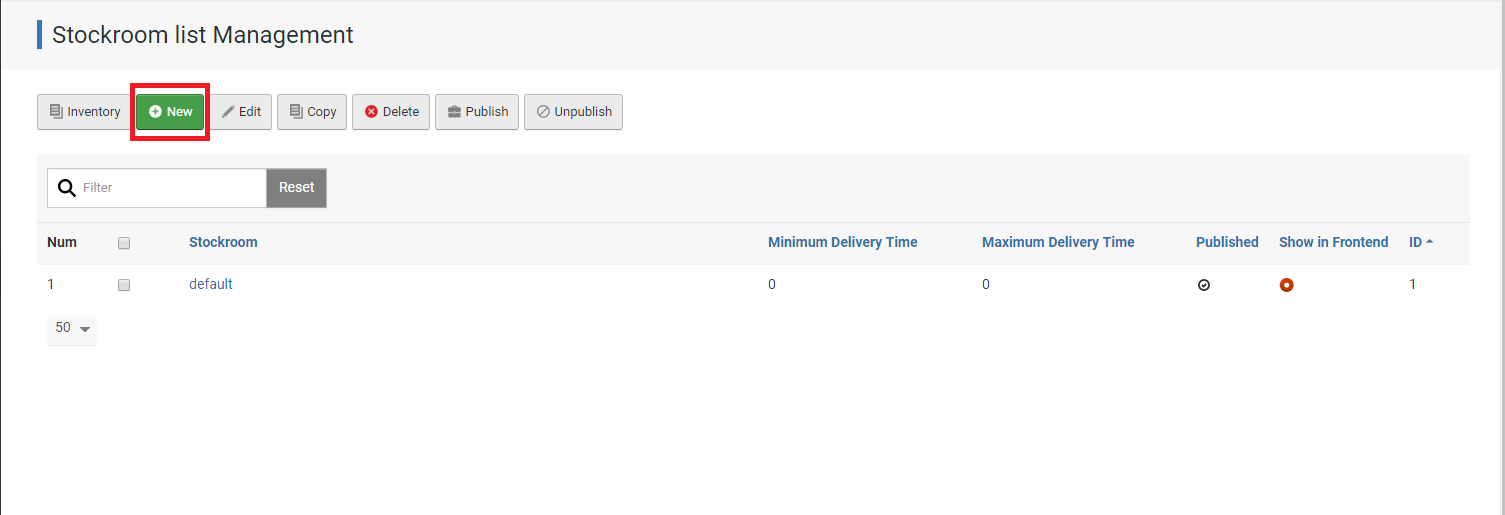 Stockroom list Management
Inventory New Edit Copy Delete Publish Unpublish
Filter Reset
Num Stockroom Minimum Delivery Time Maximum Delivery Time Published Show in Frontend ID
1 default 0 0 1
50